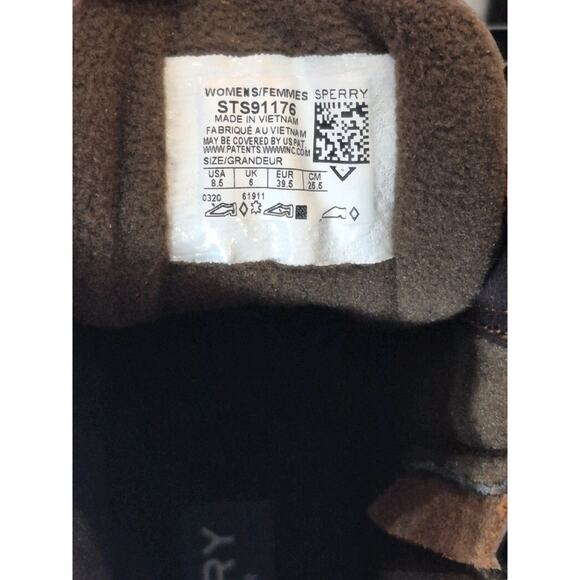 WOMENS/FEMMES SPERRY
STS91176
MADE IN VIETNAM
FABRIQUÉ AU VIETNAM
MAY BE COVERED BY US PAT.
WWW.PATENTS.WWWINC.COM
SIZE/GRANDEUR
USA UK EUR CM
8.5 6 39.5 25.5
0320 61911
RY